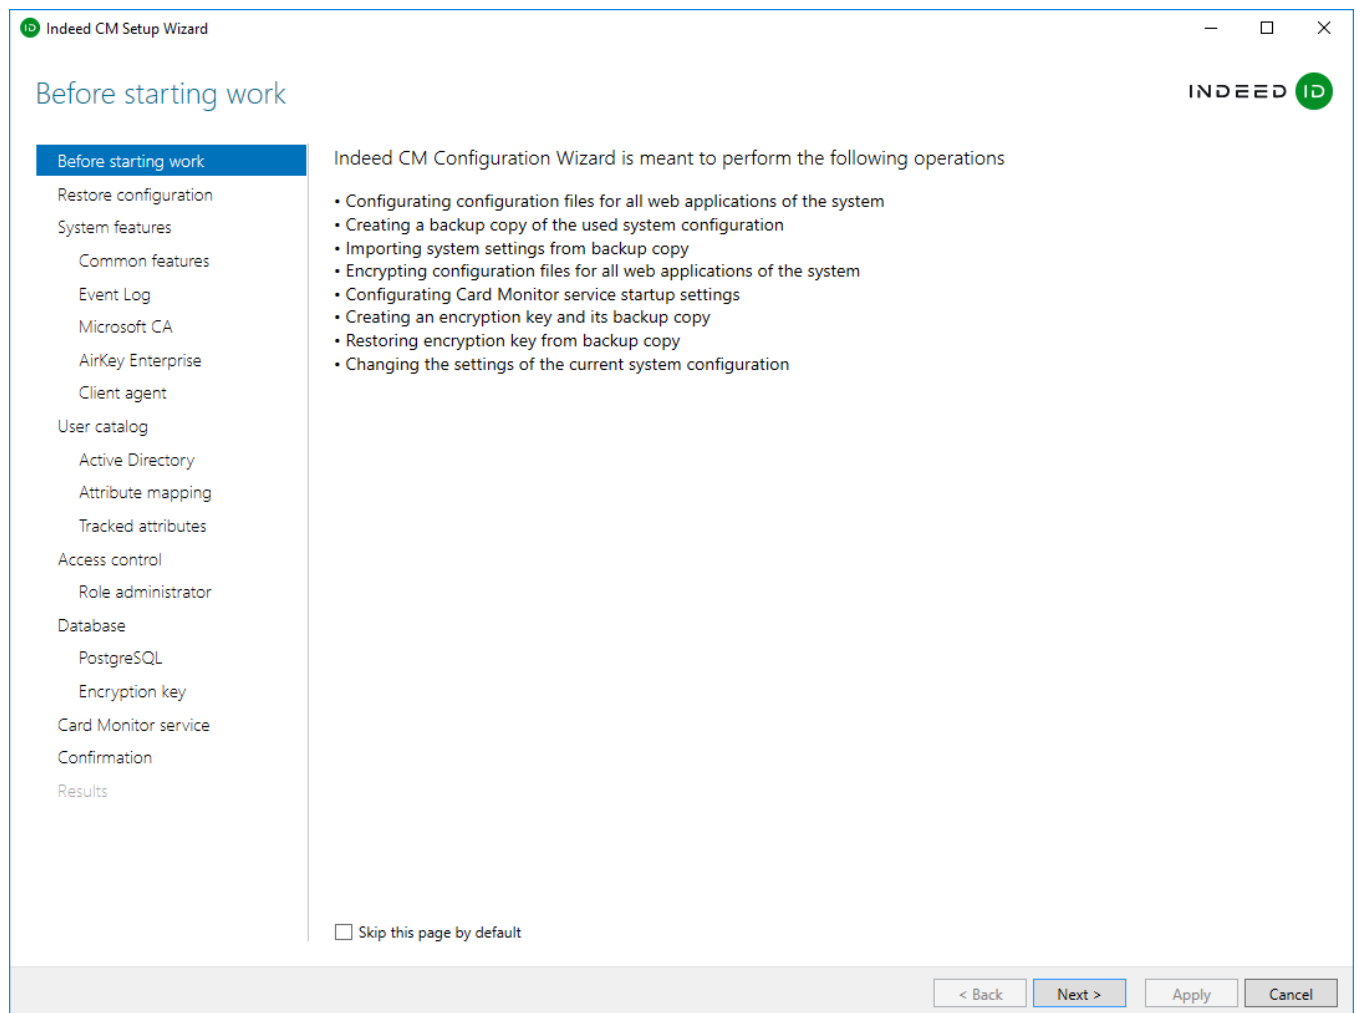 Indeed CM Setup Wizard
Before starting work
INDEED ID
Before starting work
Restore configuration
System features
Common features
Event Log
Microsoft CA
AirKey Enterprise
Client agent
User catalog
Active Directory
Attribute mapping
Tracked attributes
Access control
Role administrator
Database
PostgreSQL
Encryption key
Card Monitor service
Confirmation
Results
Indeed CM Configuration Wizard is meant to perform the following operations
• Configurating configuration files for all web applications of the system
• Creating a backup copy of the used system configuration
• Importing system settings from backup copy
• Encrypting configuration files for all web applications of the system
• Configurating Card Monitor service startup settings
• Creating an encryption key and its backup copy
• Restoring encryption key from backup copy
• Changing the settings of the current system configuration
Skip this page by default
< Back
Next >
Apply
Cancel